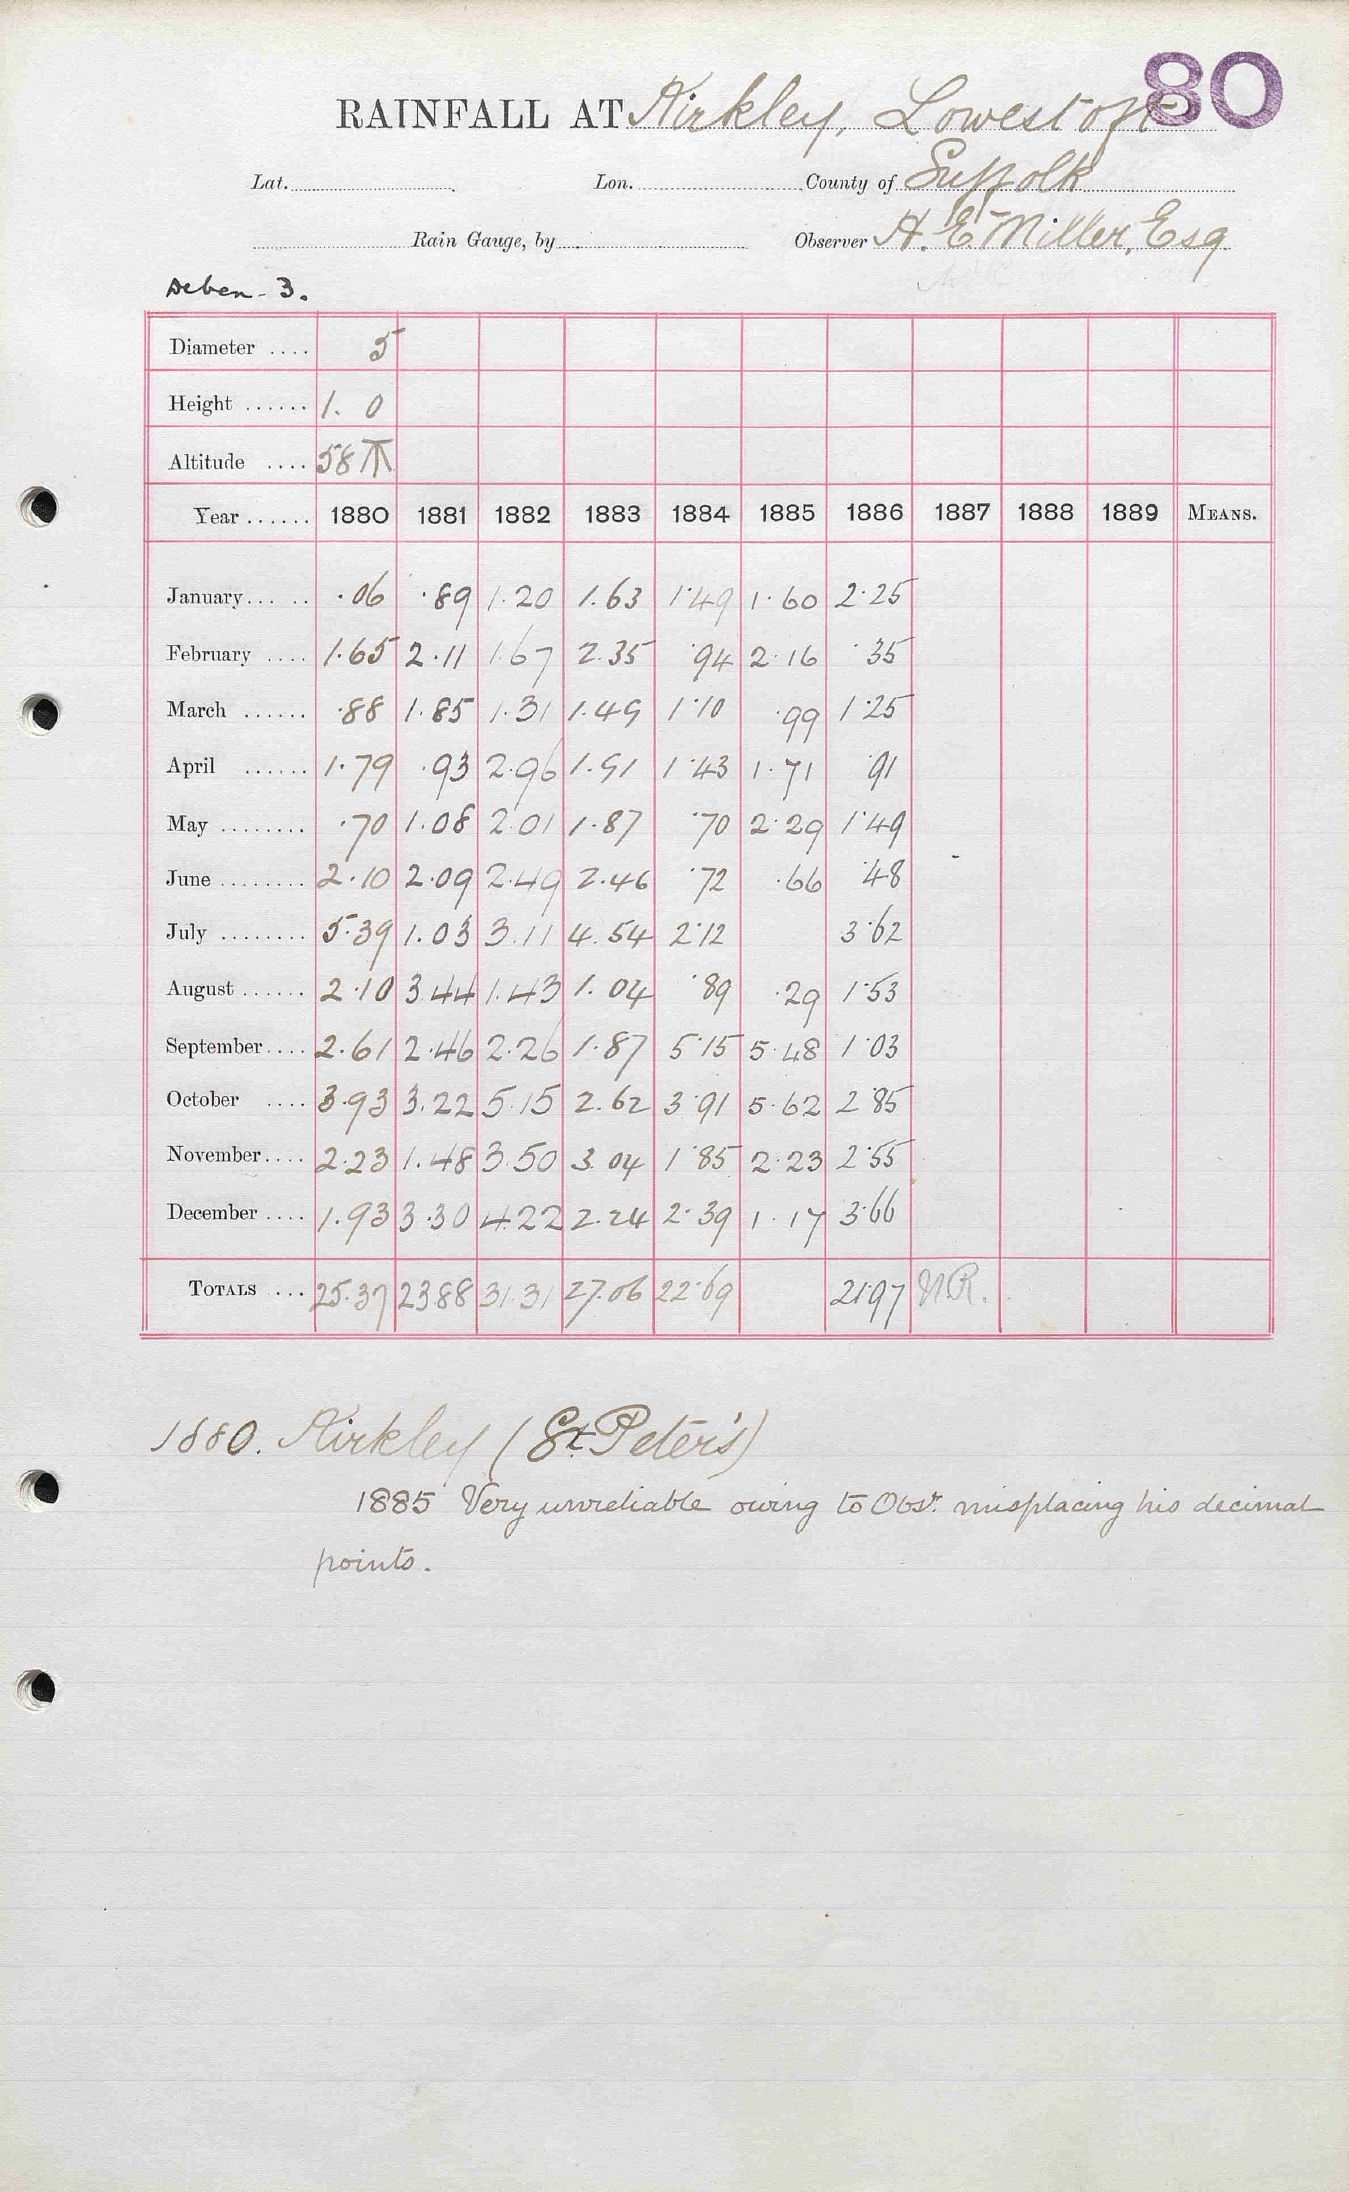 80
RAINFALL AT Kirkley, Lowestoft
Lat. Lon. County of Suffolk
Rain Gauge, by Observer H. E. Miller, Esq
Deben - 3.
Diameter .... 5
Height ...... 1. 0
Altitude .... 58
Year ...... 1880 1881 1882 1883 1884 1885 1886 1887 1888 1889 MEANS.
January... .. ·06 ·89 1.20 1.63 1·49 1·60 2·25
February .... 1·65 2·11 1.67 2.35 ·94 2·16 ·35
March ...... ·88 1·85 1.31 1.49 1·10 ·99 1·25
April ...... 1·79 ·93 2.96 1.91 1·43 1·71 ·91
May ........ ·70 1·08 2.01 1·87 ·70 2·29 1·49
June ........ 2·10 2·09 2.49 2·46 ·72 ·66 ·48
July ........ 5·39 1.03 3.11 4.54 2·12 3·62
August ...... 2·10 3.44 1.43 1.04 ·89 ·29 1·53
September.... 2·61 2·46 2·26 1·87 5·15 5·48 1·03
October .... 3·93 3.22 5.15 2.62 3·91 5·62 2·85
November.... 2·23 1.48 3.50 3.04 1·85 2·23 2·55
December .... 1.93 3·30 4.22 2.24 2·39 1·17 3·66
TOTALS ... 25.37 23 88 31.31 27.06 22·69 21·97 N.R.
1880. Kirkley (St. Peter's)
1885 Very unreliable owing to Obsr. misplacing his decimal
points.